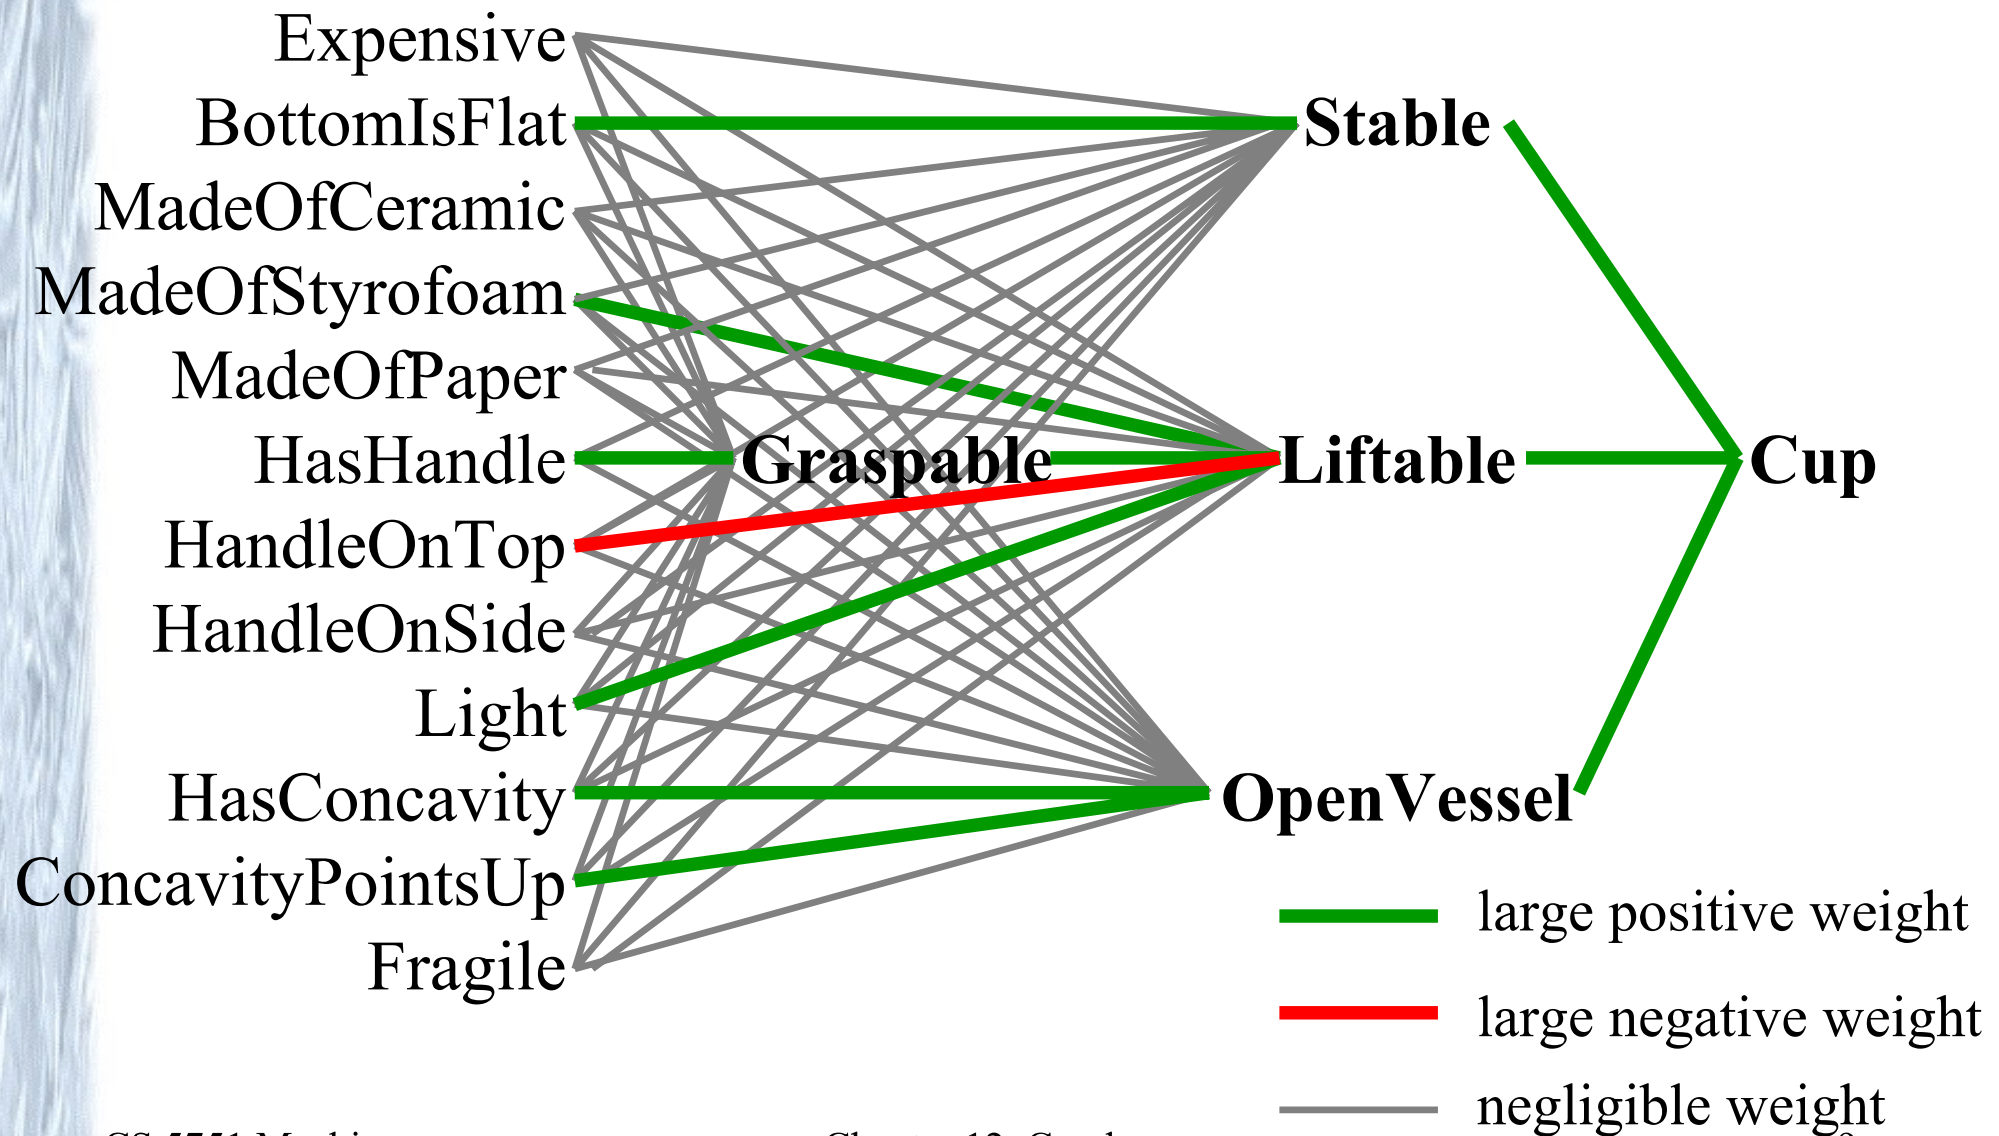 Expensive
BottomIsFlat
Stable
MadeOfCeramic
MadeOfStyrofoam
MadeOfPaper
HasHandle
Graspable
Liftable
Cup
HandleOnTop
HandleOnSide
Light
HasConcavity
OpenVessel
ConcavityPointsUp
Fragile
large positive weight
large negative weight
negligible weight